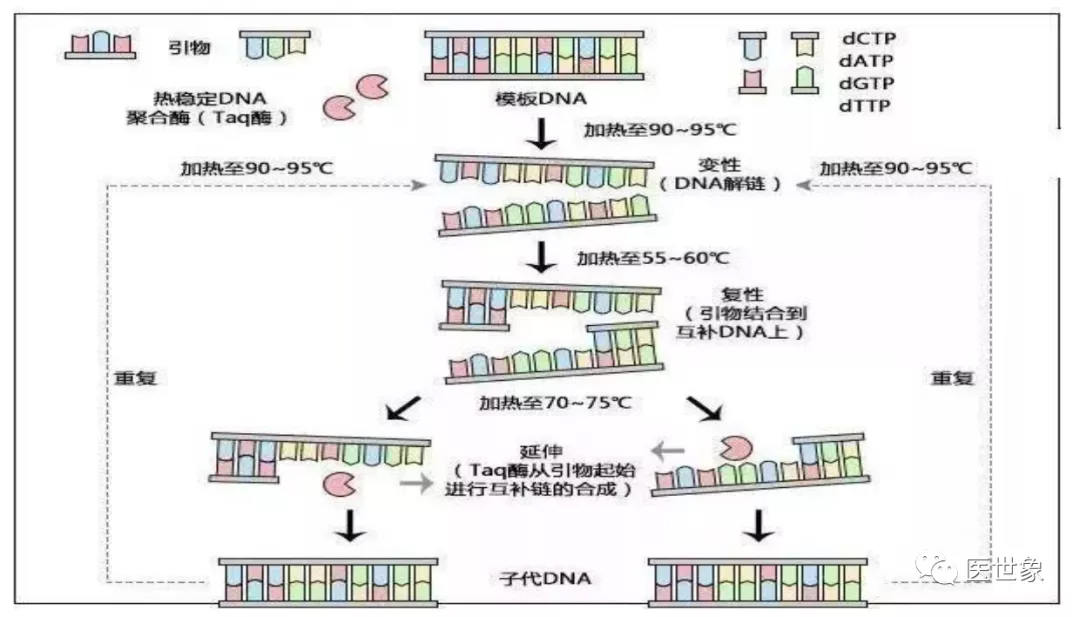 引物
热稳定DNA
聚合酶（Taq酶）
模板DNA
dCTP
dATP
dGTP
dTTP
加热至90~95℃
加热至90~95℃
变性
（DNA解链）
加热至90~95℃
加热至55~60℃
复性
（引物结合到
互补DNA上）
重复
重复
加热至70~75℃
延伸
（Taq酶从引物起始
进行互补链的合成）
子代DNA
医世象